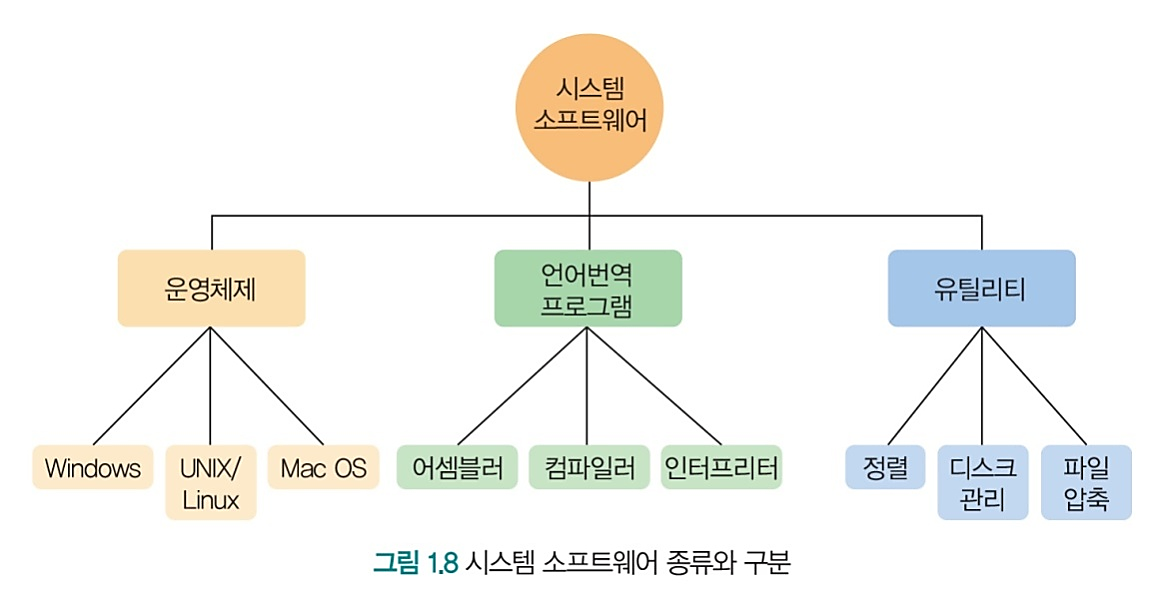 시스템
소프트웨어
운영체제
언어번역
프로그램
유틸리티
Windows
UNIX/
Linux
Mac OS
어셈블러
컴파일러
인터프리터
정렬
디스크
관리
파일
압축
그림 1.8 시스템 소프트웨어 종류와 구분